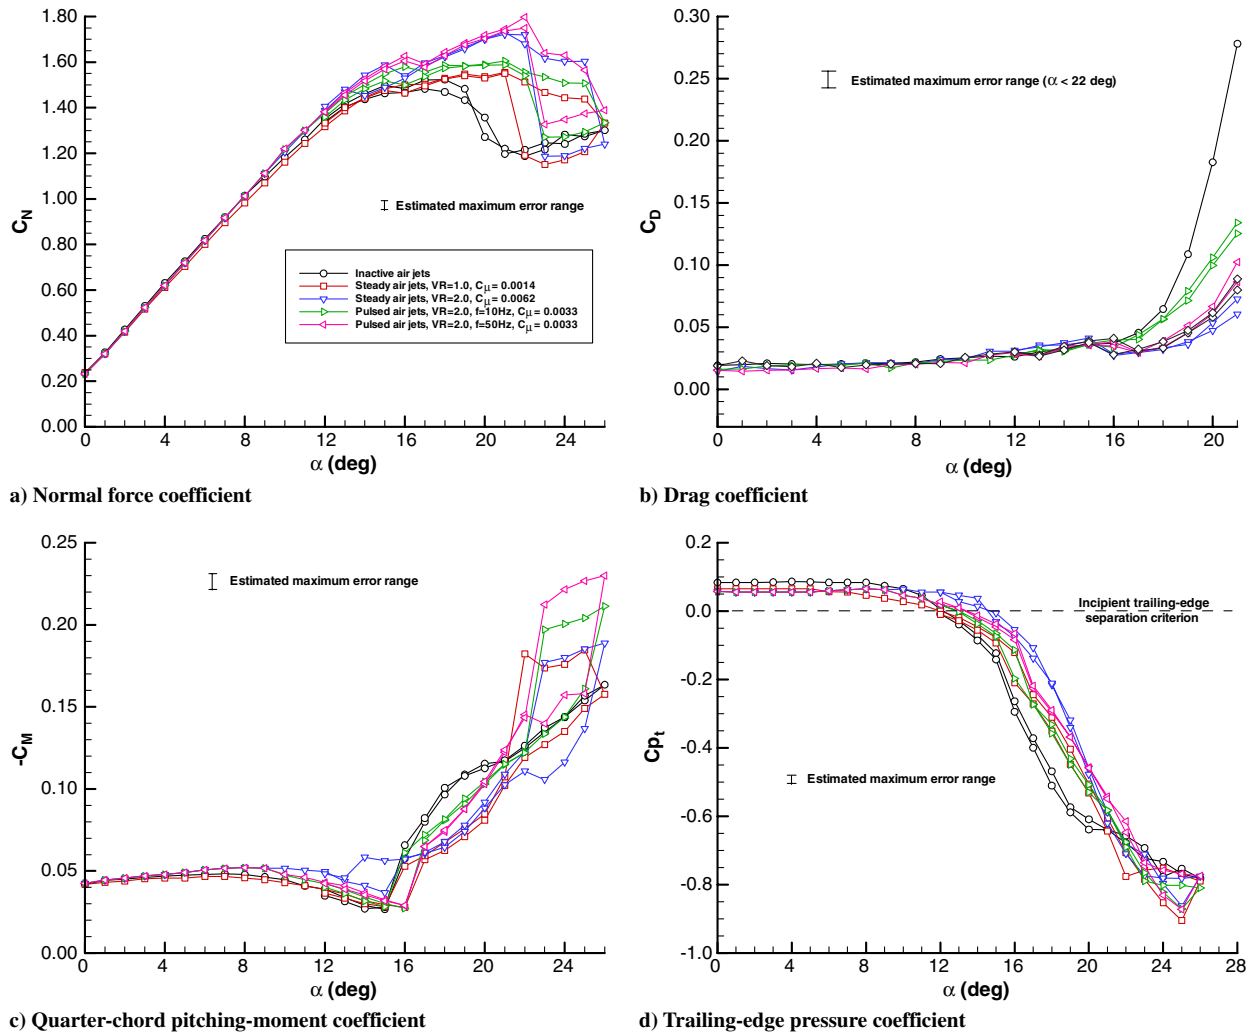 1.80
1.60
1.40
1.20
1.00
0.80
0.60
0.40
0.20
0.00
C_N
Estimated maximum error range
Inactive air jets
Steady air jets, VR=1.0, Cμ= 0.0014
Steady air jets, VR=2.0, Cμ= 0.0062
Pulsed air jets, VR=2.0, f=10Hz, Cμ= 0.0033
Pulsed air jets, VR=2.0, f=50Hz, Cμ= 0.0033
0 4 8 12 16 20 24
α (deg)
a) Normal force coefficient
0.30
0.25
0.20
0.15
0.10
0.05
0.00
C_D
Estimated maximum error range (α < 22 deg)
0 4 8 12 16 20
α (deg)
b) Drag coefficient
0.25
0.20
0.15
0.10
0.05
0.00
-C_M
Estimated maximum error range
0 4 8 12 16 20 24
α (deg)
c) Quarter-chord pitching-moment coefficient
0.2
0.0
-0.2
-0.4
-0.6
-0.8
-1.0
Cp_t
Incipient trailing-edge
separation criterion
Estimated maximum error range
0 4 8 12 16 20 24 28
α (deg)
d) Trailing-edge pressure coefficient